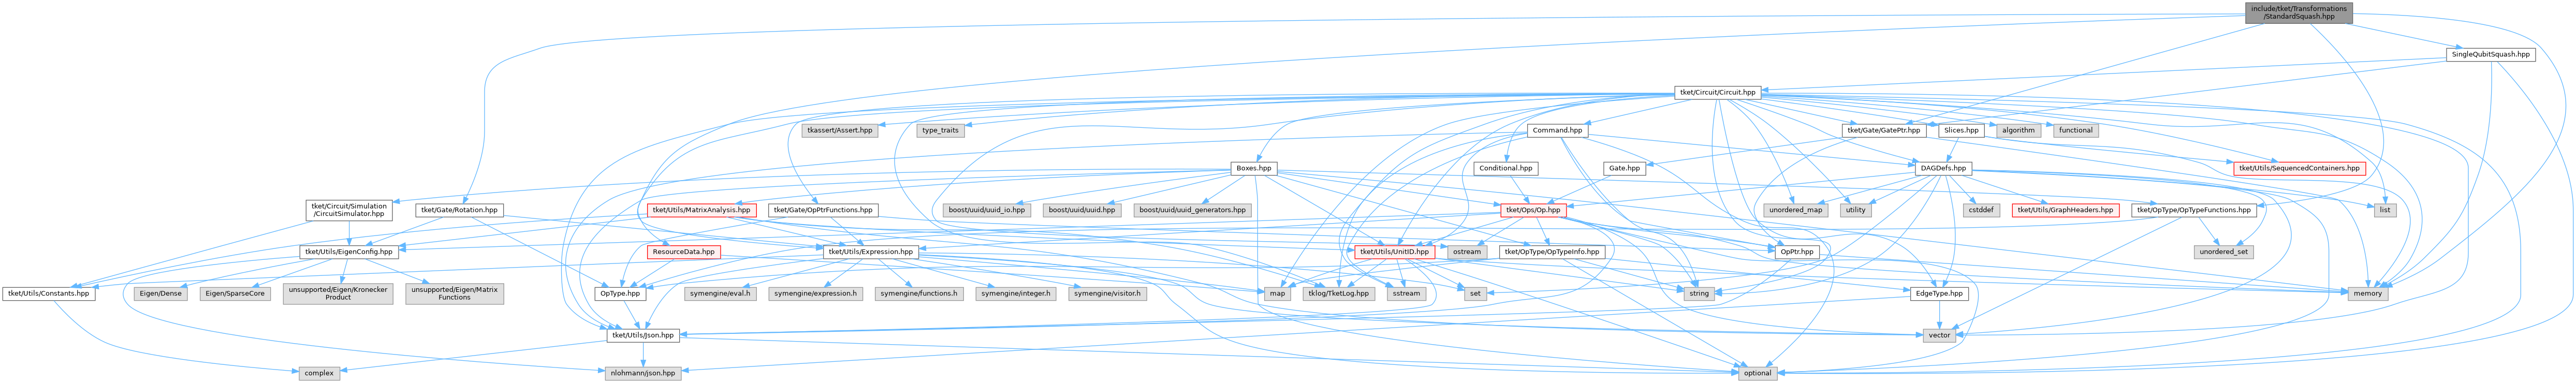 include/tket/Transformations
/StandardSquash.hpp
SingleQubitSquash.hpp
tket/Circuit/Circuit.hpp
tkassert/Assert.hpp
type_traits
Command.hpp
tket/Gate/GatePtr.hpp
Slices.hpp
algorithm
functional
Boxes.hpp
Conditional.hpp
Gate.hpp
DAGDefs.hpp
tket/Utils/SequencedContainers.hpp
tket/Circuit/Simulation
/CircuitSimulator.hpp
tket/Gate/Rotation.hpp
tket/Utils/MatrixAnalysis.hpp
tket/Gate/OpPtrFunctions.hpp
boost/uuid/uuid_io.hpp
boost/uuid/uuid.hpp
boost/uuid/uuid_generators.hpp
tket/Ops/Op.hpp
unordered_map
utility
cstddef
tket/Utils/GraphHeaders.hpp
tket/OpType/OpTypeFunctions.hpp
list
tket/Utils/EigenConfig.hpp
ResourceData.hpp
tket/Utils/Expression.hpp
ostream
tket/Utils/UnitID.hpp
tket/OpType/OpTypeInfo.hpp
OpPtr.hpp
unordered_set
tket/Utils/Constants.hpp
Eigen/Dense
Eigen/SparseCore
unsupported/Eigen/Kronecker
Product
unsupported/Eigen/Matrix
Functions
OpType.hpp
symengine/eval.h
symengine/expression.h
symengine/functions.h
symengine/integer.h
symengine/visitor.h
map
tklog/TketLog.hpp
sstream
set
string
EdgeType.hpp
memory
tket/Utils/Json.hpp
vector
complex
nlohmann/json.hpp
optional